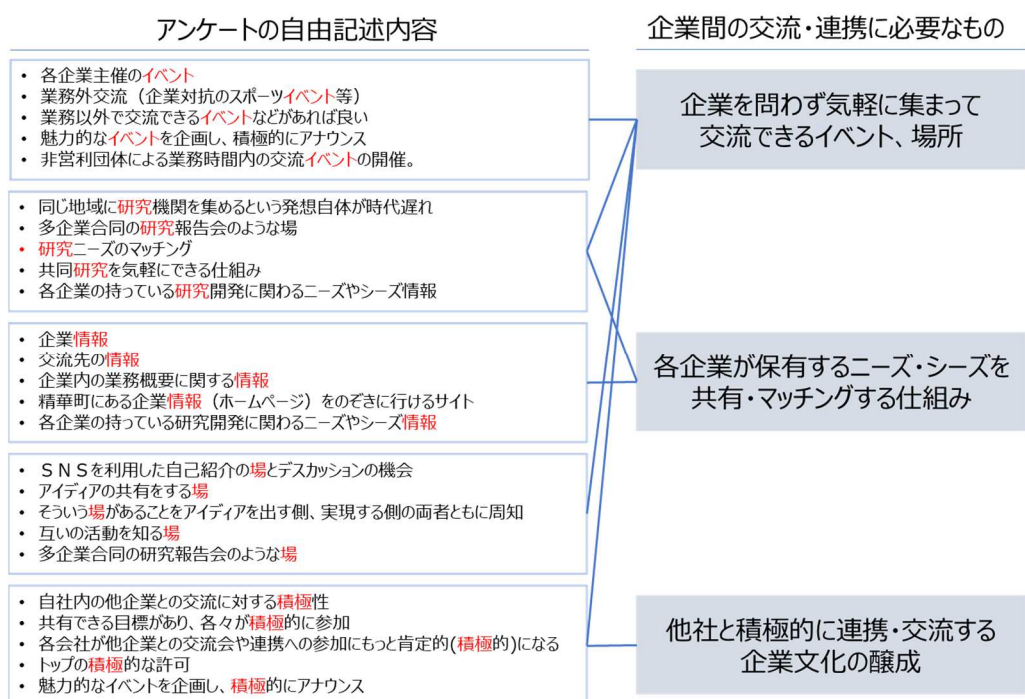 アンケートの自由記述内容
・ 各企業主催のイベント
・ 業務外交流（企業対抗のスポーツイベント等）
・ 業務以外で交流できるイベントなどがあれば良い
・ 魅力的なイベントを企画し、積極的にアナウンス
・ 非営利団体による業務時間内の交流イベントの開催。
・ 同じ地域に研究機関を集めるという発想自体が時代遅れ
・ 多企業合同の研究報告会のような場
・ 研究ニーズのマッチング
・ 共同研究を気軽にできる仕組み
・ 各企業の持っている研究開発に関わるニーズやシーズ情報
・ 企業情報
・ 交流先の情報
・ 企業内の業務概要に関する情報
・ 精華町にある企業情報（ホームページ）をのぞきに行けるサイト
・ 各企業の持っている研究開発に関わるニーズやシーズ情報
・ ＳＮＳを利用した自己紹介の場とデスカッションの機会
・ アイディアの共有をする場
・ そういう場があることをアイディアを出す側、実現する側の両者ともに周知
・ 互いの活動を知る場
・ 多企業合同の研究報告会のような場
・ 自社内の他企業との交流に対する積極性
・ 共有できる目標があり、各々が積極的に参加
・ 各会社が他企業との交流会や連携への参加にもっと肯定的(積極的)になる
・ トップの積極的な許可
・ 魅力的なイベントを企画し、積極的にアナウンス
企業間の交流・連携に必要なもの
企業を問わず気軽に集まって
交流できるイベント、場所
各企業が保有するニーズ・シーズを
共有・マッチングする仕組み
他社と積極的に連携・交流する
企業文化の醸成